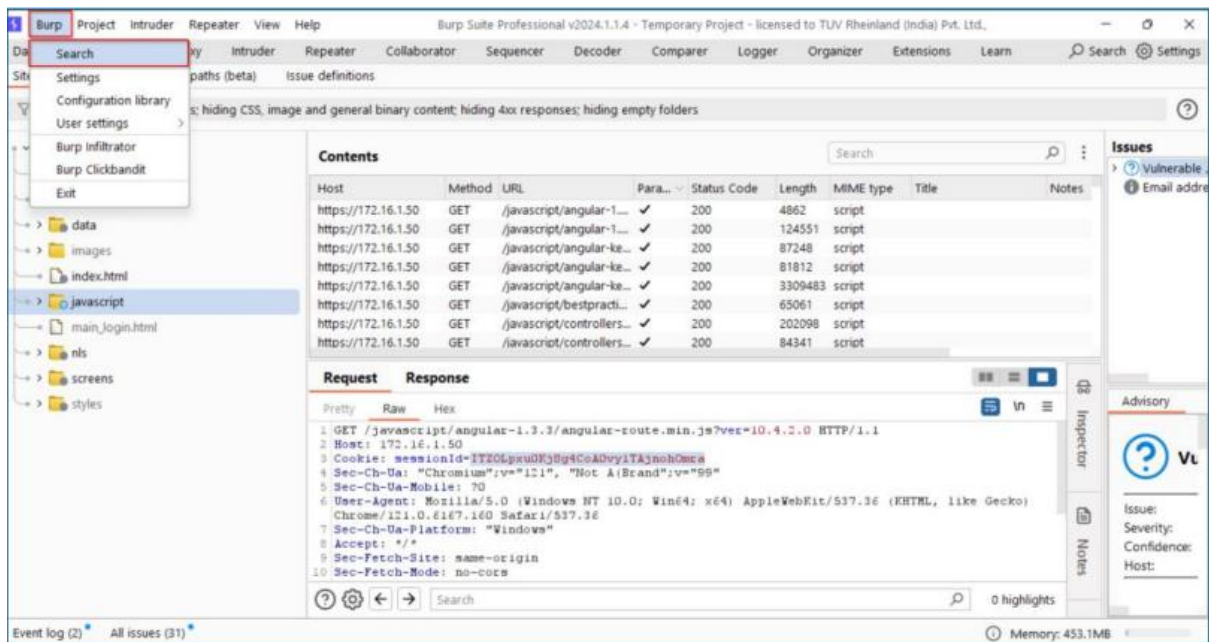 Burp Project Intruder Repeater View Help Burp Suite Professional v2024.1.1.4 - Temporary Project - licensed to TUV Rheinland (India) Pvt. Ltd.,
Da xy Intruder Repeater Collaborator Sequencer Decoder Comparer Logger Organizer Extensions Learn Search Settings
Search
Settings
Configuration library
User settings
Burp Infiltrator
Burp Clickbandit
Exit
Site paths (beta) Issue definitions
s; hiding CSS, image and general binary content; hiding 4xx responses; hiding empty folders
data
images
index.html
javascript
main_login.html
nls
screens
styles
Contents Search
Host Method URL Para... Status Code Length MIME type Title Notes
https://172.16.1.50 GET /javascript/angular-1.... ✓ 200 4862 script
https://172.16.1.50 GET /javascript/angular-1.... ✓ 200 124551 script
https://172.16.1.50 GET /javascript/angular-ke... ✓ 200 87248 script
https://172.16.1.50 GET /javascript/angular-ke... ✓ 200 81812 script
https://172.16.1.50 GET /javascript/angular-ke... ✓ 200 3309483 script
https://172.16.1.50 GET /javascript/bestpracti... ✓ 200 65061 script
https://172.16.1.50 GET /javascript/controllers... ✓ 200 202098 script
https://172.16.1.50 GET /javascript/controllers... ✓ 200 84341 script
Request Response
Pretty Raw Hex
\n
1 GET /javascript/angular-1.3.3/angular-route.min.js?ver=10.4.2.0 HTTP/1.1
2 Host: 172.16.1.50
3 Cookie: sessionId=
4 Sec-Ch-Ua: "Chromium";v="121", "Not A(Brand";v="99"
5 Sec-Ch-Ua-Mobile: ?0
6 User-Agent: Mozilla/5.0 (Windows NT 10.0; Win64; x64) AppleWebKit/537.36 (KHTML, like Gecko)
Chrome/121.0.6167.160 Safari/537.36
7 Sec-Ch-Ua-Platform: "Windows"
8 Accept: */*
9 Sec-Fetch-Site: same-origin
10 Sec-Fetch-Mode: no-cors
Search 0 highlights
Inspector
Notes
Issues
Vulnerable
Email addre
Advisory
Vu
Issue:
Severity:
Confidence:
Host:
Event log (2) All issues (31) Memory: 453.1MB